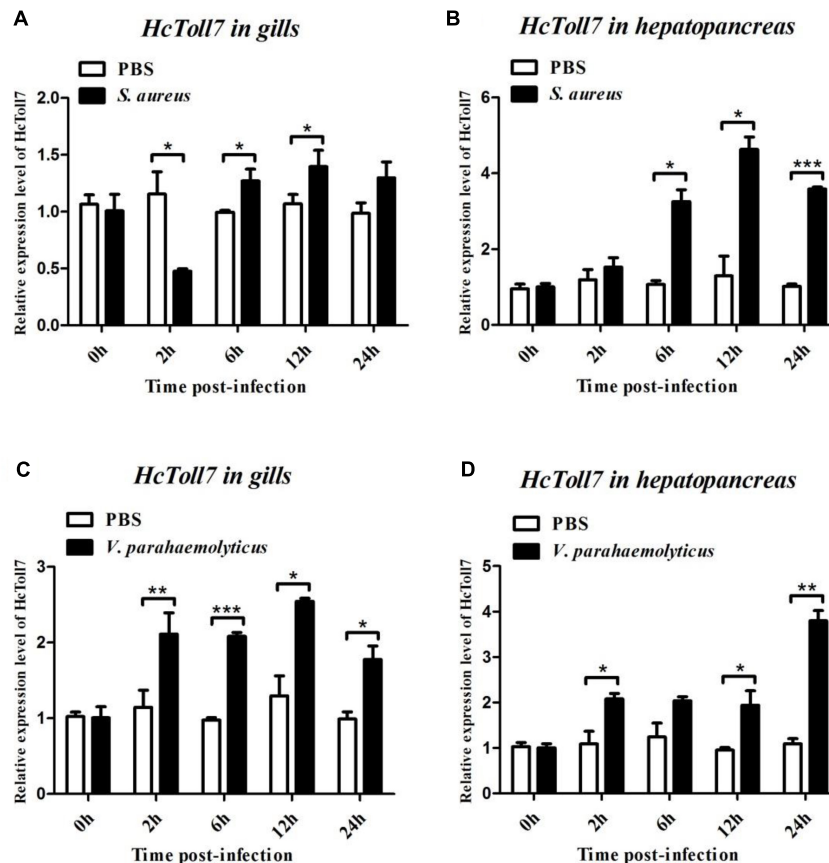 A
HcToll7 in gills
PBS
S. aureus
Relative expression level of HcToll7
2.0
1.5
1.0
0.5
0.0
*
*
*
0h
2h
6h
12h
24h
Time post-infection
B
HcToll7 in hepatopancreas
PBS
S. aureus
Relative expression level of HcToll7
6
4
2
0
*
*
***
0h
2h
6h
12h
24h
Time post-infection
C
HcToll7 in gills
PBS
V. parahaemolyticus
Relative expression level of HcToll7
3
2
1
0
**
***
*
*
0h
2h
6h
12h
24h
Time post-infection
D
HcToll7 in hepatopancreas
PBS
V. parahaemolyticus
Relative expression level of HcToll7
5
4
3
2
1
0
*
*
**
0h
2h
6h
12h
24h
Time post-infection